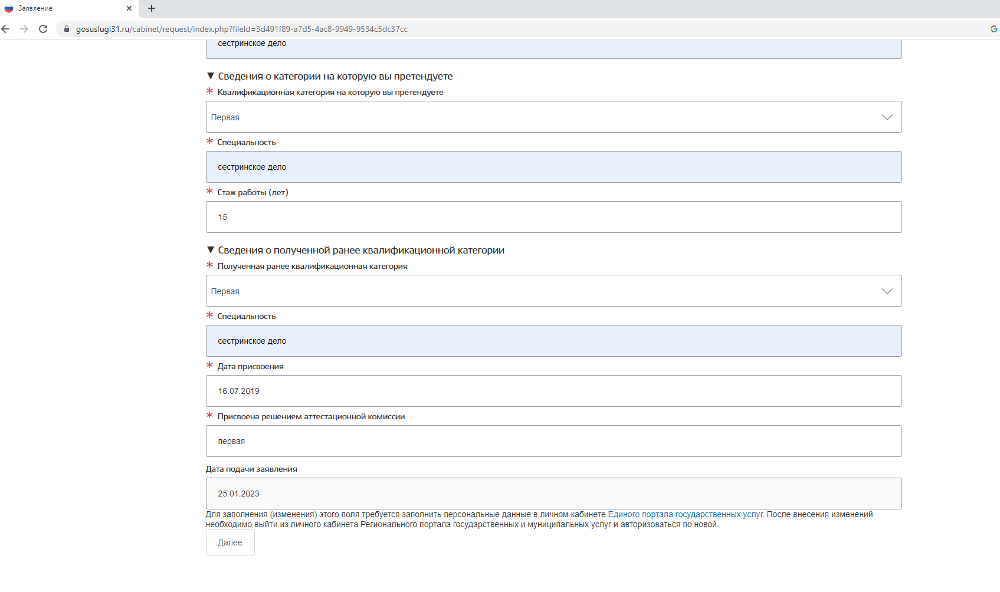 Заявление
gosuslugi31.ru/cabinet/request/index.php?fileId=3d491f89-a7d5-4ac8-9949-9534c5dc37cc
сестринское дело
▼ Сведения о категории на которую вы претендуете
* Квалификационная категория на которую вы претендуете
Первая
* Специальность
сестринское дело
* Стаж работы (лет)
15
▼ Сведения о полученной ранее квалификационной категории
* Полученная ранее квалификационная категория
Первая
* Специальность
сестринское дело
* Дата присвоения
16.07.2019
* Присвоена решением аттестационной комиссии
первая
Дата подачи заявления
25.01.2023
Для заполнения (изменения) этого поля требуется заполнить персональные данные в личном кабинете Единого портала государственных услуг. После внесения изменений
необходимо выйти из личного кабинета Регионального портала государственных и муниципальных услуг и авторизоваться по новой.
Далее